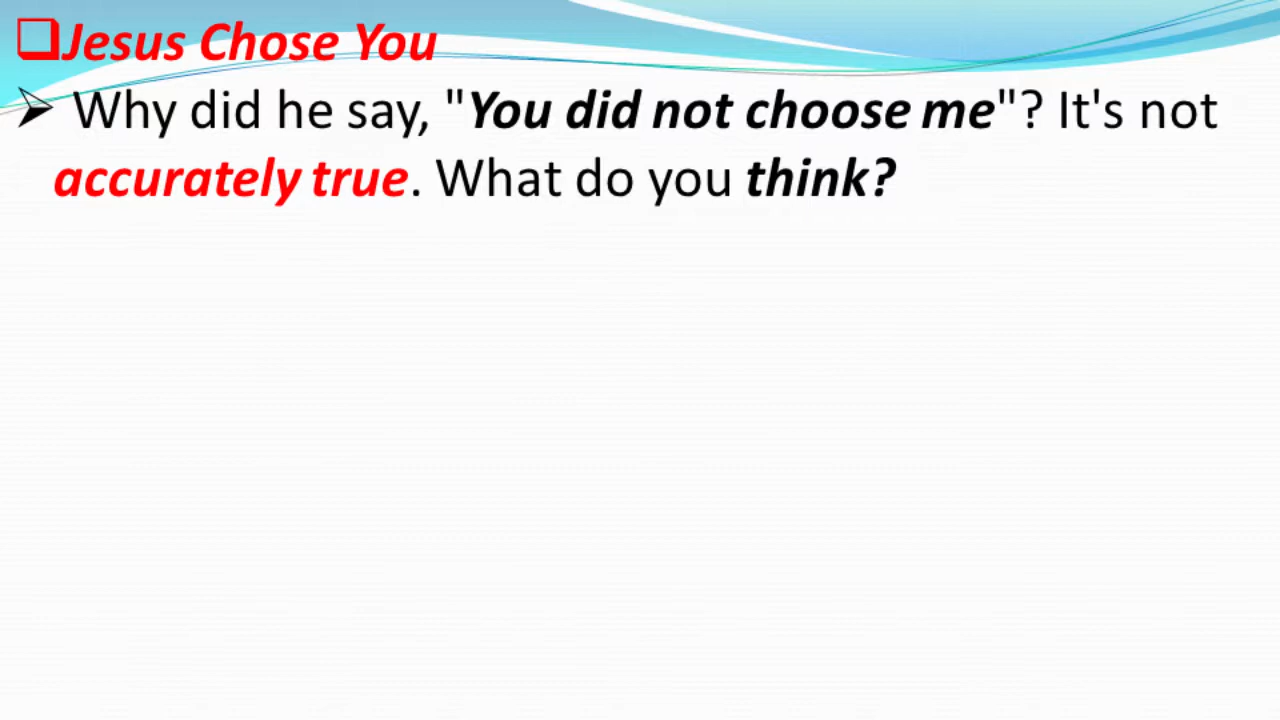 ❑Jesus Chose You
➢ Why did he say, "You did not choose me"? It's not
accurately true. What do you think?